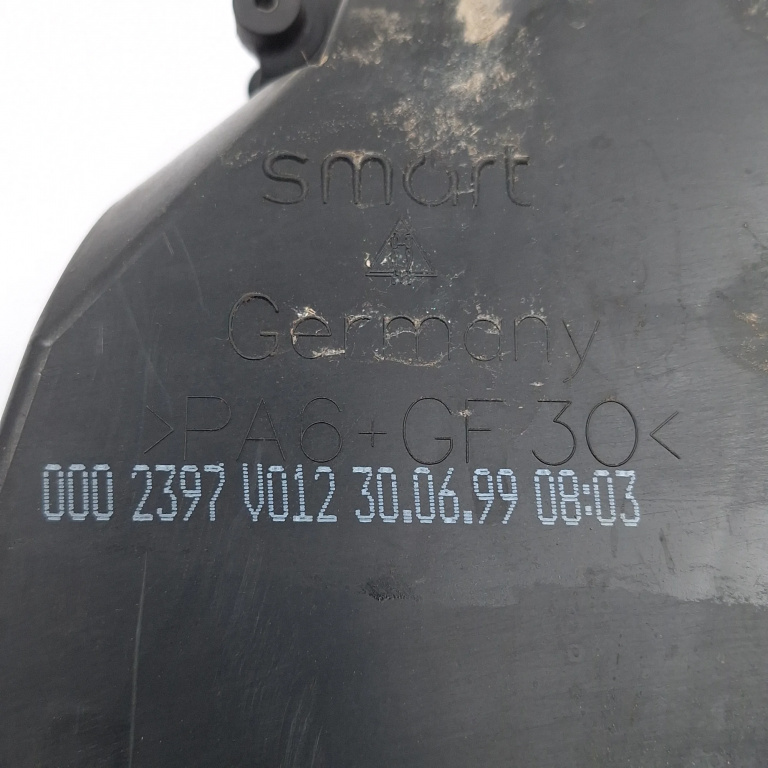 smart
Germany
>PA6+GF 30<
000 2397 V012 30.06.99 08:03